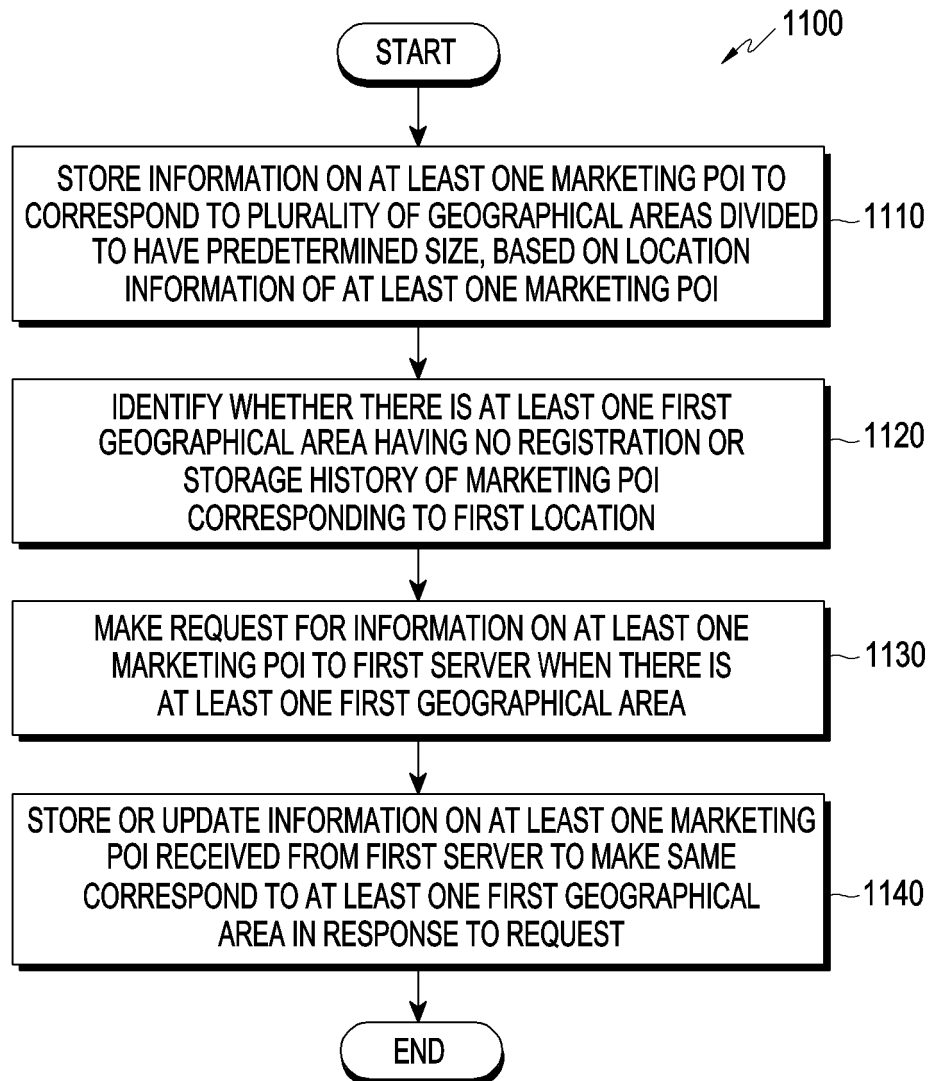 1100
START
STORE INFORMATION ON AT LEAST ONE MARKETING POI TO
CORRESPOND TO PLURALITY OF GEOGRAPHICAL AREAS DIVIDED
TO HAVE PREDETERMINED SIZE, BASED ON LOCATION
INFORMATION OF AT LEAST ONE MARKETING POI
1110
IDENTIFY WHETHER THERE IS AT LEAST ONE FIRST
GEOGRAPHICAL AREA HAVING NO REGISTRATION OR
STORAGE HISTORY OF MARKETING POI
CORRESPONDING TO FIRST LOCATION
1120
MAKE REQUEST FOR INFORMATION ON AT LEAST ONE
MARKETING POI TO FIRST SERVER WHEN THERE IS
AT LEAST ONE FIRST GEOGRAPHICAL AREA
1130
STORE OR UPDATE INFORMATION ON AT LEAST ONE MARKETING
POI RECEIVED FROM FIRST SERVER TO MAKE SAME
CORRESPOND TO AT LEAST ONE FIRST GEOGRAPHICAL
AREA IN RESPONSE TO REQUEST
1140
END